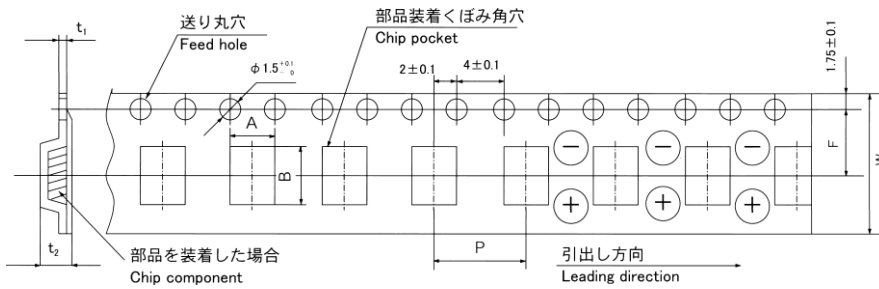 t1
送り丸穴
Feed hole
部品装着くぼみ角穴
Chip pocket
φ1.5 +0.1 - 0
2±0.1
4±0.1
1.75±0.1
A
B
F
W
t2
P
部品を装着した場合
Chip component
引出し方向
Leading direction